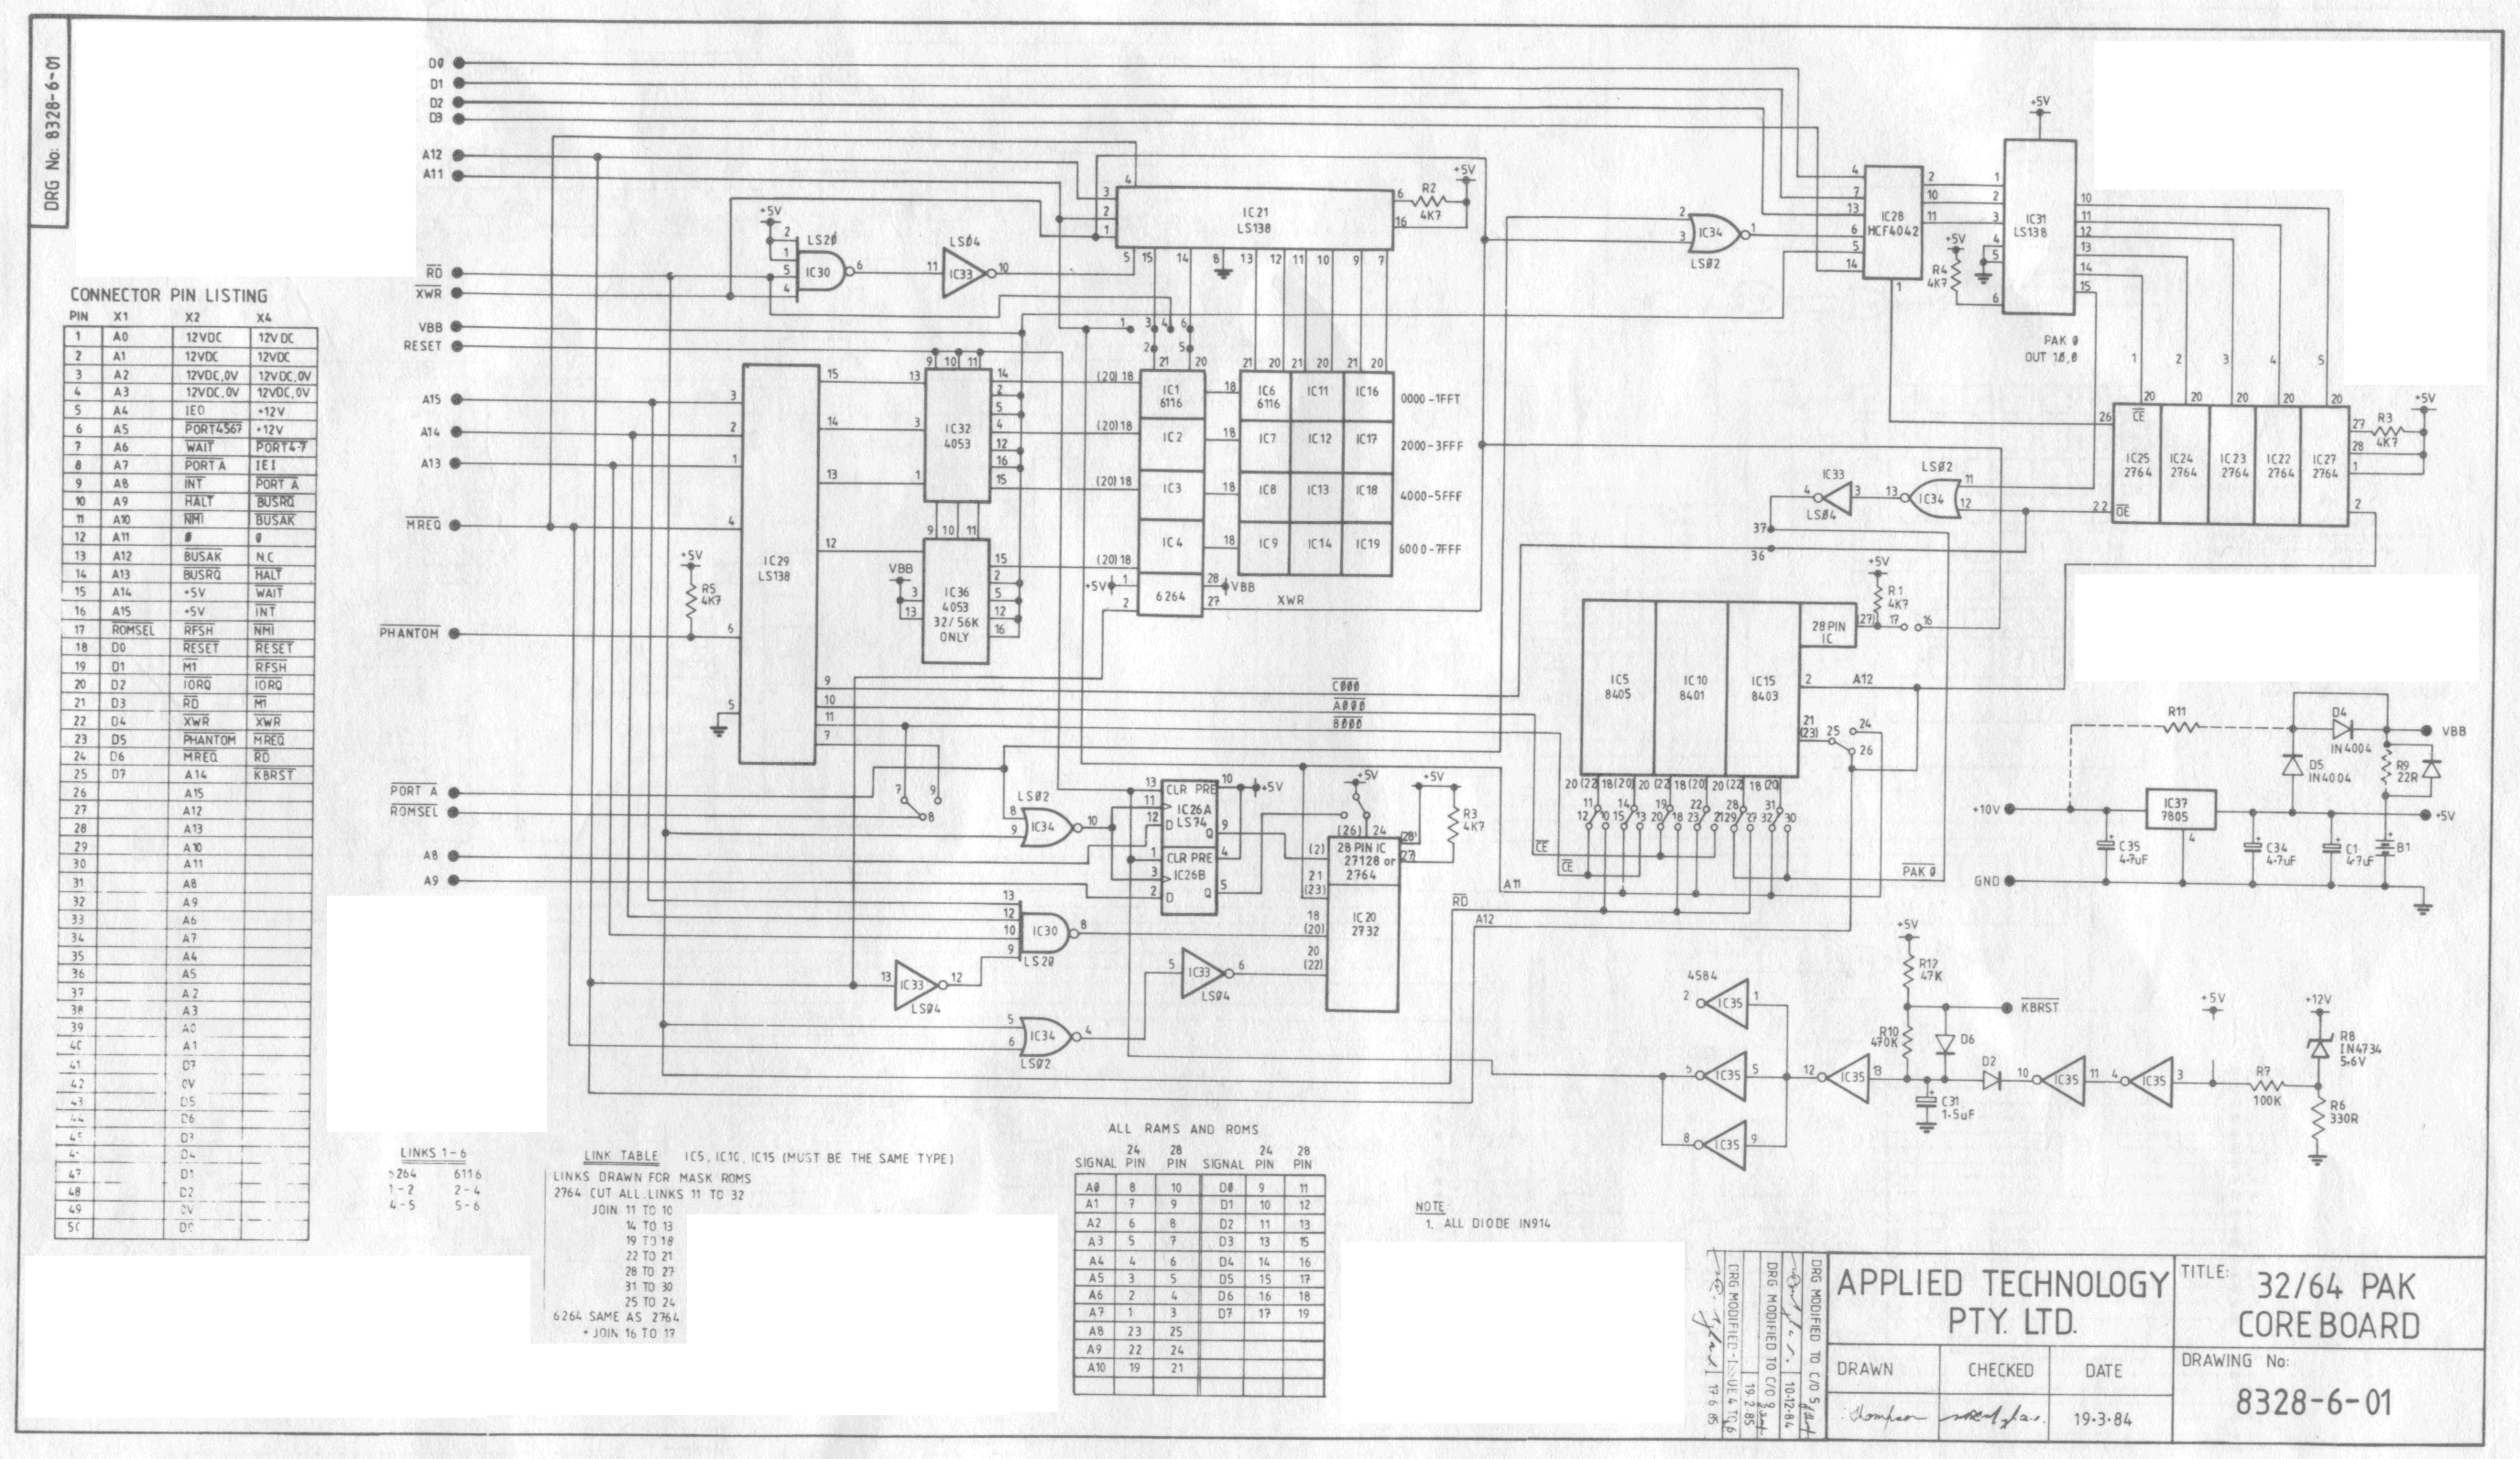 DRG No: 8328-6-01
D0
D1
D2
D3
A12
A11
RD
XWR
VBB
RESET
A15
A14
A13
MREQ
PHANTOM
PORT A
ROMSEL
A8
A9
CONNECTOR PIN LISTING
PIN X1 X2 X4
1 A0 12VDC 12VDC
2 A1 12VDC 12VDC
3 A2 12VDC,0V 12VDC,0V
4 A3 12VDC,0V 12VDC,0V
5 A4 IEO +12V
6 A5 PORT4567 +12V
7 A6 WAIT PORT4-7
8 A7 PORT A IEI
9 A8 INT PORT A
10 A9 HALT BUSRQ
11 A10 NMI BUSAK
12 A11 Ø Ø
13 A12 BUSAK N.C
14 A13 BUSRQ HALT
15 A14 +5V WAIT
16 A15 +5V INT
17 ROMSEL RFSH NMI
18 D0 RESET RESET
19 D1 M1 RFSH
20 D2 IORQ IORQ
21 D3 RD M1
22 D4 XWR XWR
23 D5 PHANTOM MREQ
24 D6 MREQ RD
25 D7 A14 KBRST
26 A15
27 A12
28 A13
29 A10
30 A11
31 A8
32 A9
33 A6
34 A7
35 A4
36 A5
37 A2
38 A3
39 A0
40 A1
41 D7
42 0V
43 D5
44 D6
45 D3
D4
47 D1
48 D2
49 0V
50 D0
+5V
LS20
IC30
LS04
IC33
IC21
LS138
R2
4K7
+5V
IC34
LS02
IC28
HCF4042
+5V
R4
4K7
+5V
IC31
LS138
PAK 0
OUT 10,0
IC29
LS138
IC32
4053
IC36
4053
32/56K
ONLY
VBB
+5V
R5
4K7
(20) 18
(20) 18
(20) 18
(20) 18
IC1
6116
IC2
IC3
IC4
6264
+5V
VBB
XWR
IC6
6116
IC11
IC16
0000-1FFT
IC7
IC12
IC17
2000-3FFF
IC8
IC13
IC18
4000-5FFF
IC9
IC14
IC19
6000-7FFF
CE
IC25
2764
IC24
2764
IC23
2764
IC22
2764
IC27
2764
OE
+5V
R3
4K7
IC33
LS04
LS02
IC34
37
36
+5V
R1
4K7
28 PIN
IC
(27)
17
16
IC5
8405
IC10
8401
IC15
8403
A12
C000
A000
8000
CE
CE
RD
A11
A12
PAK 0
LS02
IC34
CLR PRE
IC26A
LS74
D
Q
CLR PRE
IC26B
D
Q
+5V
+5V
+5V
R3
4K7
28 PIN IC
27128 or
2764
IC20
2732
IC30
LS20
IC33
LS04
IC34
LS02
IC33
LS04
R11
D4
IN4004
VBB
D5
IN4004
R9
22R
+10V
IC37
7805
+5V
C35
4.7uF
C34
4.7uF
C1
4.7uF
B1
GND
4584
IC35
IC35
IC35
IC35
+5V
R12
47K
KBRST
R10
470K
D6
C31
1.5uF
D2
IC35
IC35
+5V
R7
100K
+12V
R8
IN4734
5.6V
R6
330R
LINKS 1-6
6264 6116
1-2 2-4
4-5 5-6
LINK TABLE IC5, IC10, IC15 (MUST BE THE SAME TYPE)
LINKS DRAWN FOR MASK ROMS
2764 CUT ALL LINKS 11 TO 32
JOIN 11 TO 10
14 TO 13
19 TO 18
22 TO 21
28 TO 27
31 TO 30
25 TO 24
6264 SAME AS 2764
+ JOIN 16 TO 17
ALL RAMS AND ROMS
SIGNAL 24 PIN 28 PIN SIGNAL 24 PIN 28 PIN
A0 8 10 D0 9 11
A1 7 9 D1 10 12
A2 6 8 D2 11 13
A3 5 7 D3 13 15
A4 4 6 D4 14 16
A5 3 5 D5 15 17
A6 2 4 D6 16 18
A7 1 3 D7 17 19
A8 23 25
A9 22 24
A10 19 21
NOTE
1. ALL DIODE IN914
DRG MODIFIED-ISSUE 4 TO 6
17 6 85
DRG MODIFIED TO C/O 9
19-2-85
DRG MODIFIED TO C/O 5
10-12-84
APPLIED TECHNOLOGY
PTY. LTD.
TITLE: 32/64 PAK
COREBOARD
DRAWN CHECKED DATE
Thompson
19·3·84
DRAWING No:
8328-6-01